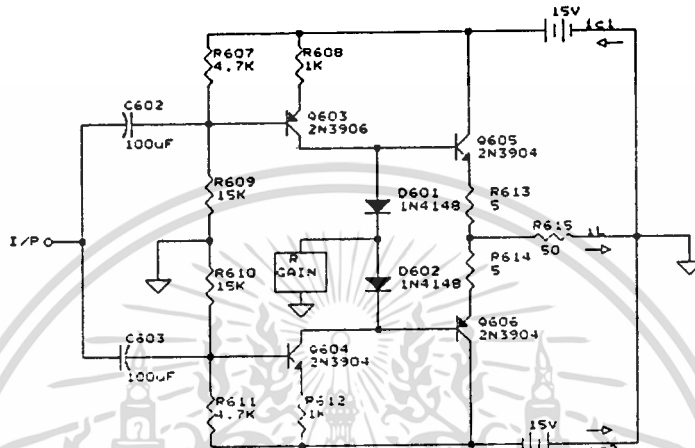 15V
ic1
R607
4.7K
R608
1K
C602
100uF
Q603
2N3906
Q605
2N3904
R609
15K
D601
1N4148
R613
5
R615
50
iL
I/P
R
GAIN
R614
5
R610
15K
D602
1N4148
Q606
2N3904
C603
100uF
Q604
2N3904
R611
4.7K
R612
1K
15V